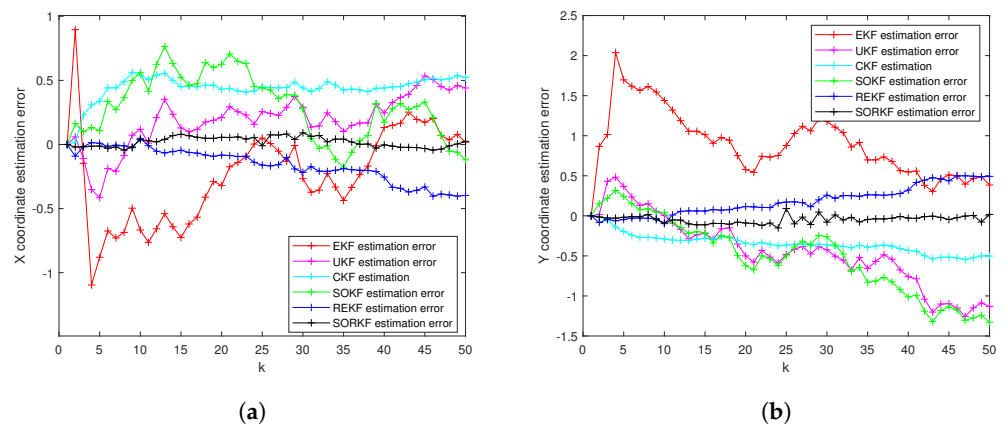 1
0.5
0
-0.5
-1
X coordinate estimation error
0 5 10 15 20 25 30 35 40 45 50
k
EKF estimation error
UKF estimation error
CKF estimation
SOKF estimation error
REKF estimation error
SORKF estimation error
(a)
2.5
2
1.5
1
0.5
0
-0.5
-1
-1.5
Y coordinate estimation error
0 5 10 15 20 25 30 35 40 45 50
k
EKF estimation error
UKF estimation error
CKF estimation
SOKF estimation error
REKF estimation error
SORKF estimation error
(b)